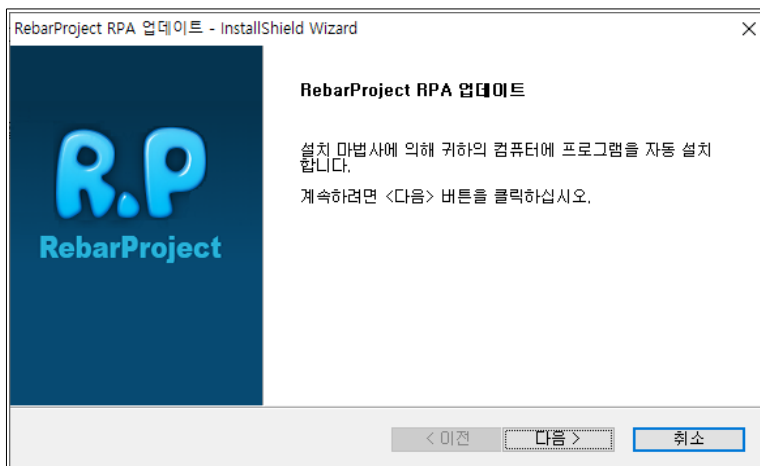 RebarProject RPA 업데이트 - InstallShield Wizard
R.P
RebarProject
RebarProject RPA 업데이트
설치 마법사에 의해 귀하의 컴퓨터에 프로그램을 자동 설치
합니다.
계속하려면 <다음> 버튼을 클릭하십시오.
< 이전
다음 >
취소